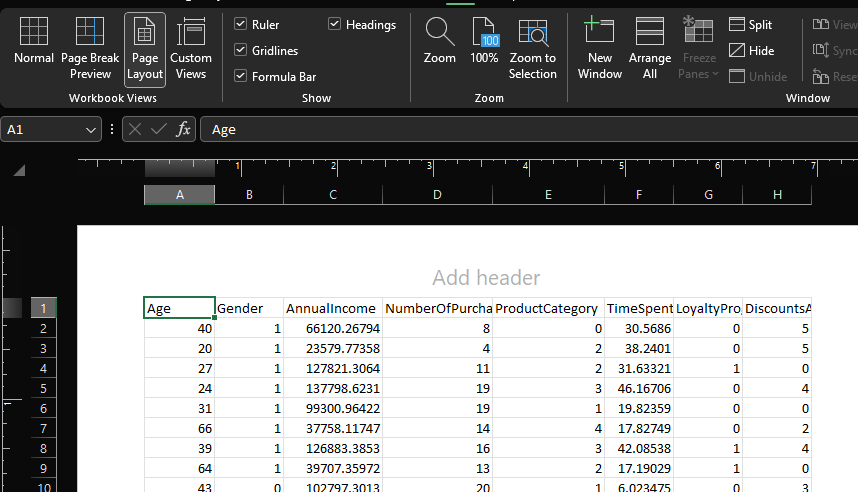 Ruler Headings Split View
Normal Page Break Preview Page Layout Custom Views Gridlines Zoom 100 100% Zoom to Selection New Window Arrange All Freeze Panes Hide Sync
Formula Bar Unhide Rese
Workbook Views Show Zoom Window
A1 fx Age
1 2 3 4 5 6 7
A B C D E F G H
Add header
1 Age Gender AnnualIncome NumberOfPurcha ProductCategory TimeSpent LoyaltyPro DiscountsA
2 40 1 66120.26794 8 0 30.5686 0 5
3 20 1 23579.77358 4 2 38.2401 0 5
4 27 1 127821.3064 11 2 31.63321 1 0
5 24 1 137798.6231 19 3 46.16706 0 4
6 31 1 99300.96422 19 1 19.82359 0 0
7 66 1 37758.11747 14 4 17.82749 0 2
8 39 1 126883.3853 16 3 42.08538 1 4
9 64 1 39707.35972 13 2 17.19029 1 0
10 43 0 102797.3013 20 1 6.023475 0 3
1